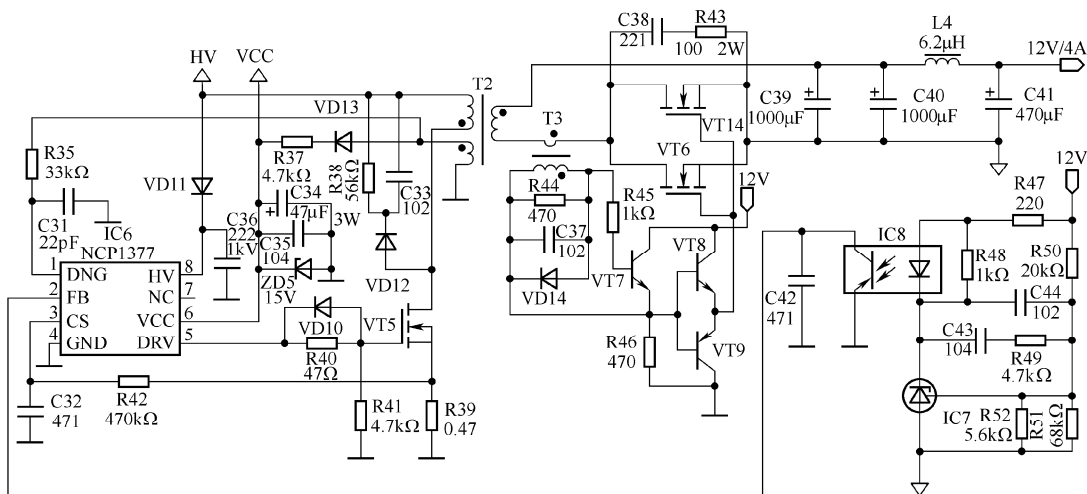 C38
221
R43
100
2W
L4
6.2μH
12V/4A
HV
VCC
T2
T3
VD13
C39
1000μF
C40
1000μF
C41
470μF
VT14
VT6
R35
33kΩ
R37
4.7kΩ
R38
56kΩ
C33
102
VD11
C34
47μF
3W
C36
222
1kV
C35
104
ZD5
15V
VD12
C31
22pF
IC6
NCP1377
1
DNG
2
FB
3
CS
4
GND
HV
8
NC
7
VCC
6
DRV
5
VD10
VT5
R40
47Ω
R42
470kΩ
C32
471
R41
4.7kΩ
R39
0.47
R44
470
C37
102
VD14
R45
1kΩ
12V
VT7
VT8
VT9
R46
470
C42
471
IC8
12V
R47
220
R48
1kΩ
R50
20kΩ
C44
102
C43
104
R49
4.7kΩ
IC7
R52
5.6kΩ
R51
68kΩ